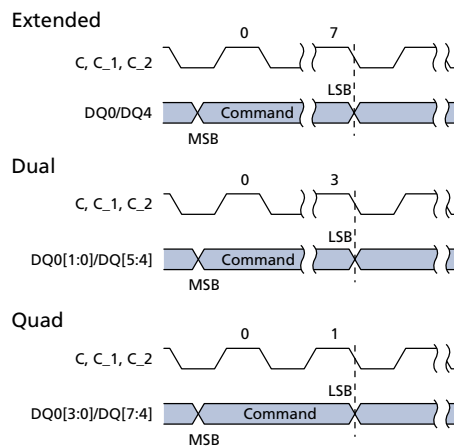 Extended
0 7
C, C_1, C_2
LSB
DQ0/DQ4 Command
MSB
Dual
0 3
C, C_1, C_2
LSB
DQ0[1:0]/DQ[5:4] Command
MSB
Quad
0 1
C, C_1, C_2
LSB
DQ0[3:0]/DQ[7:4] Command
MSB